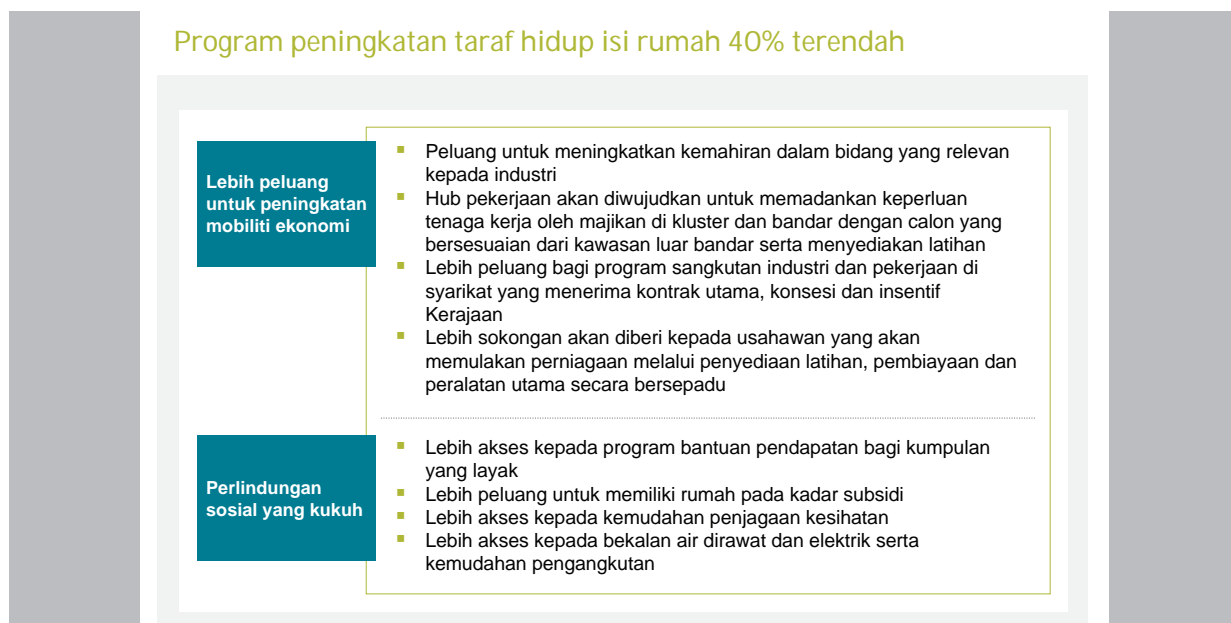 Program peningkatan taraf hidup isi rumah 40% terendah
Lebih peluang
untuk peningkatan
mobiliti ekonomi
▪ Peluang untuk meningkatkan kemahiran dalam bidang yang relevan
kepada industri
▪ Hub pekerjaan akan diwujudkan untuk memadankan keperluan
tenaga kerja oleh majikan di kluster dan bandar dengan calon yang
bersesuaian dari kawasan luar bandar serta menyediakan latihan
▪ Lebih peluang bagi program sangkutan industri dan pekerjaan di
syarikat yang menerima kontrak utama, konsesi dan insentif
Kerajaan
▪ Lebih sokongan akan diberi kepada usahawan yang akan
memulakan perniagaan melalui penyediaan latihan, pembiayaan dan
peralatan utama secara bersepadu
Perlindungan
sosial yang kukuh
▪ Lebih akses kepada program bantuan pendapatan bagi kumpulan
yang layak
▪ Lebih peluang untuk memiliki rumah pada kadar subsidi
▪ Lebih akses kepada kemudahan penjagaan kesihatan
▪ Lebih akses kepada bekalan air dirawat dan elektrik serta
kemudahan pengangkutan